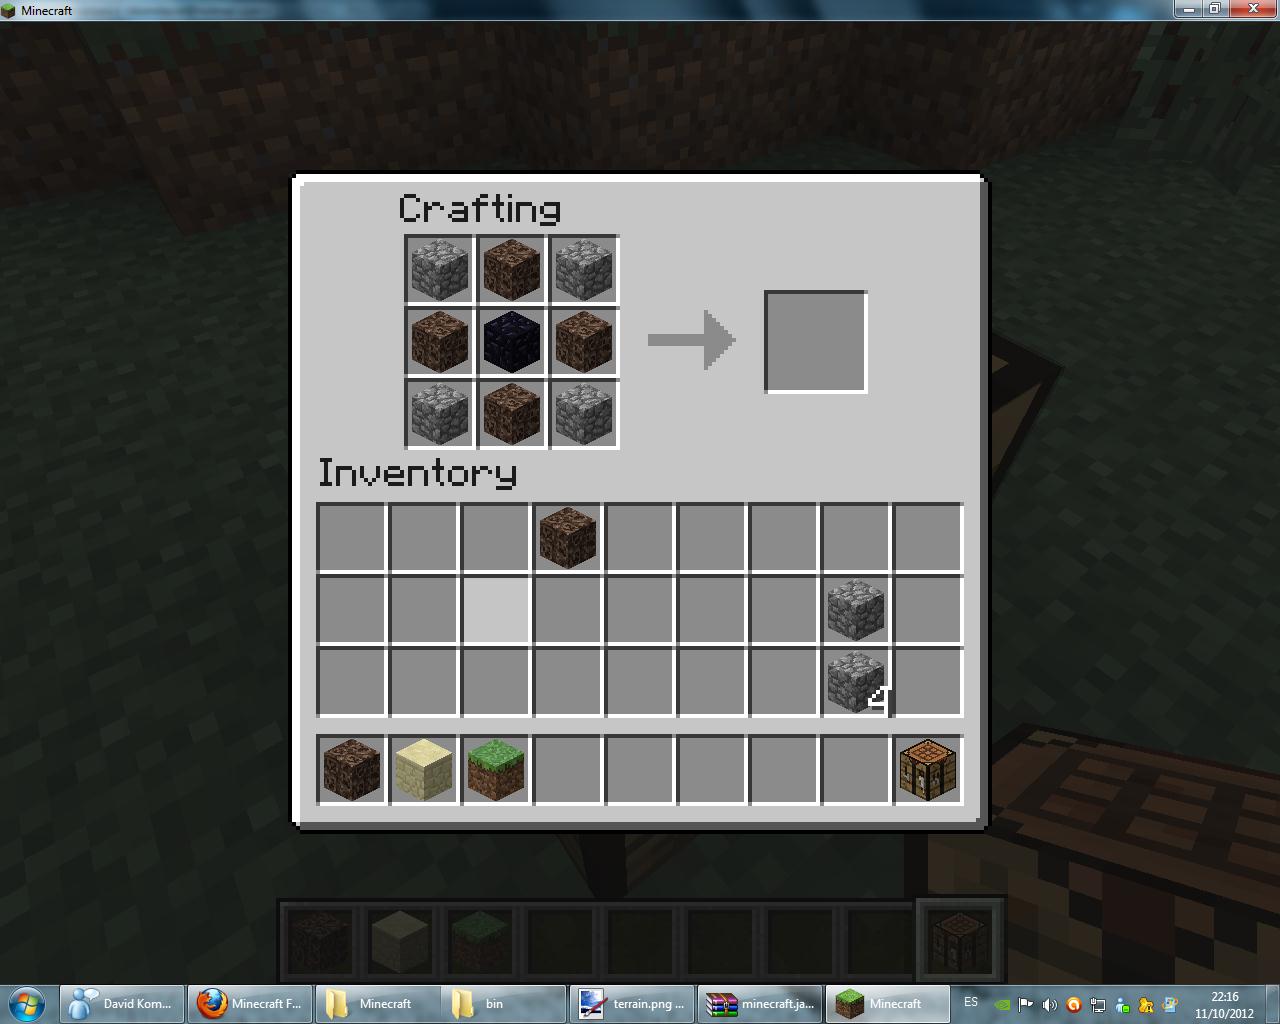 Minecraft
Crafting
Inventory
4
David Kom...
Minecraft F...
Minecraft
bin
terrain.png ...
minecraft.ja...
Minecraft
ES
22:16
11/10/2012